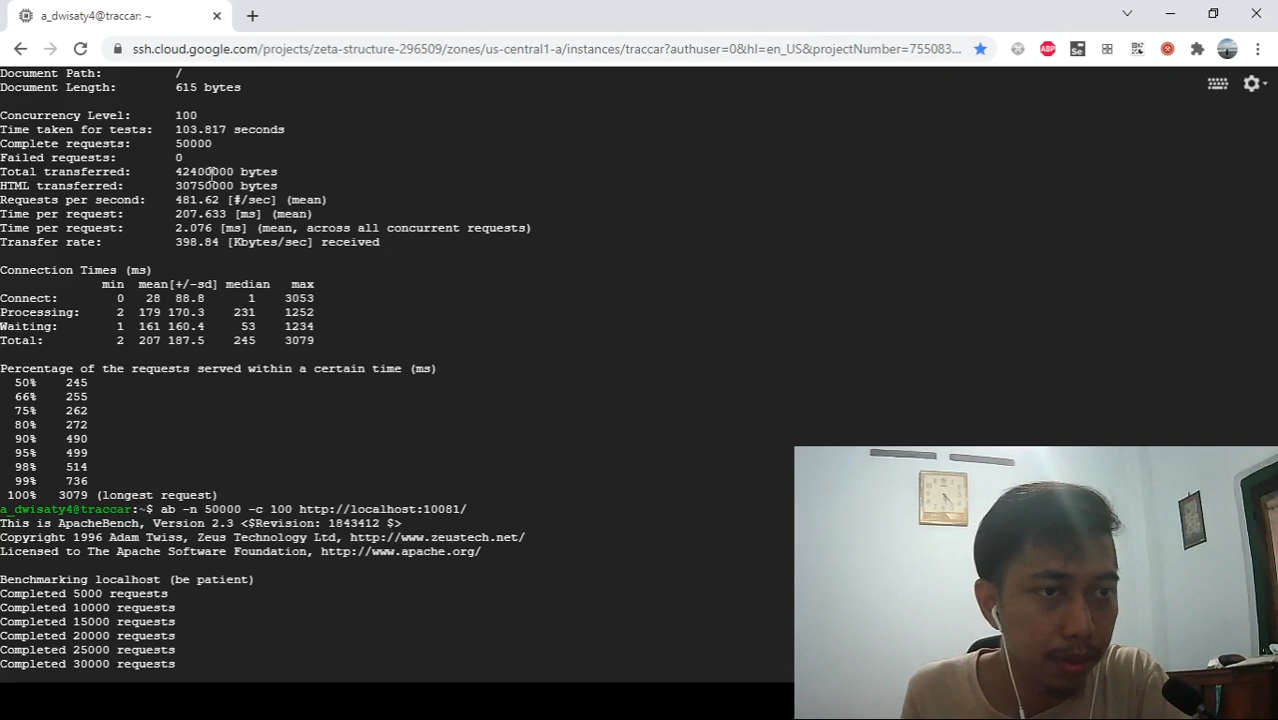 a_dwisaty4@traccar: ~
ssh.cloud.google.com/projects/zeta-structure-296509/zones/us-central1-a/instances/traccar?authuser=0&hl=en_US&projectNumber=755083...
ABP
Se
Document Path: /
Document Length: 615 bytes
Concurrency Level: 100
Time taken for tests: 103.817 seconds
Complete requests: 50000
Failed requests: 0
Total transferred: 42400000 bytes
HTML transferred: 30750000 bytes
Requests per second: 481.62 [#/sec] (mean)
Time per request: 207.633 [ms] (mean)
Time per request: 2.076 [ms] (mean, across all concurrent requests)
Transfer rate: 398.84 [Kbytes/sec] received
Connection Times (ms)
min mean[+/-sd] median max
Connect: 0 28 88.8 1 3053
Processing: 2 179 170.3 231 1252
Waiting: 1 161 160.4 53 1234
Total: 2 207 187.5 245 3079
Percentage of the requests served within a certain time (ms)
50% 245
66% 255
75% 262
80% 272
90% 490
95% 499
98% 514
99% 736
100% 3079 (longest request)
a_dwisaty4@traccar:~$ ab -n 50000 -c 100 http://localhost:10081/
This is ApacheBench, Version 2.3 <$Revision: 1843412 $>
Copyright 1996 Adam Twiss, Zeus Technology Ltd, http://www.zeustech.net/
Licensed to The Apache Software Foundation, http://www.apache.org/
Benchmarking localhost (be patient)
Completed 5000 requests
Completed 10000 requests
Completed 15000 requests
Completed 20000 requests
Completed 25000 requests
Completed 30000 requests